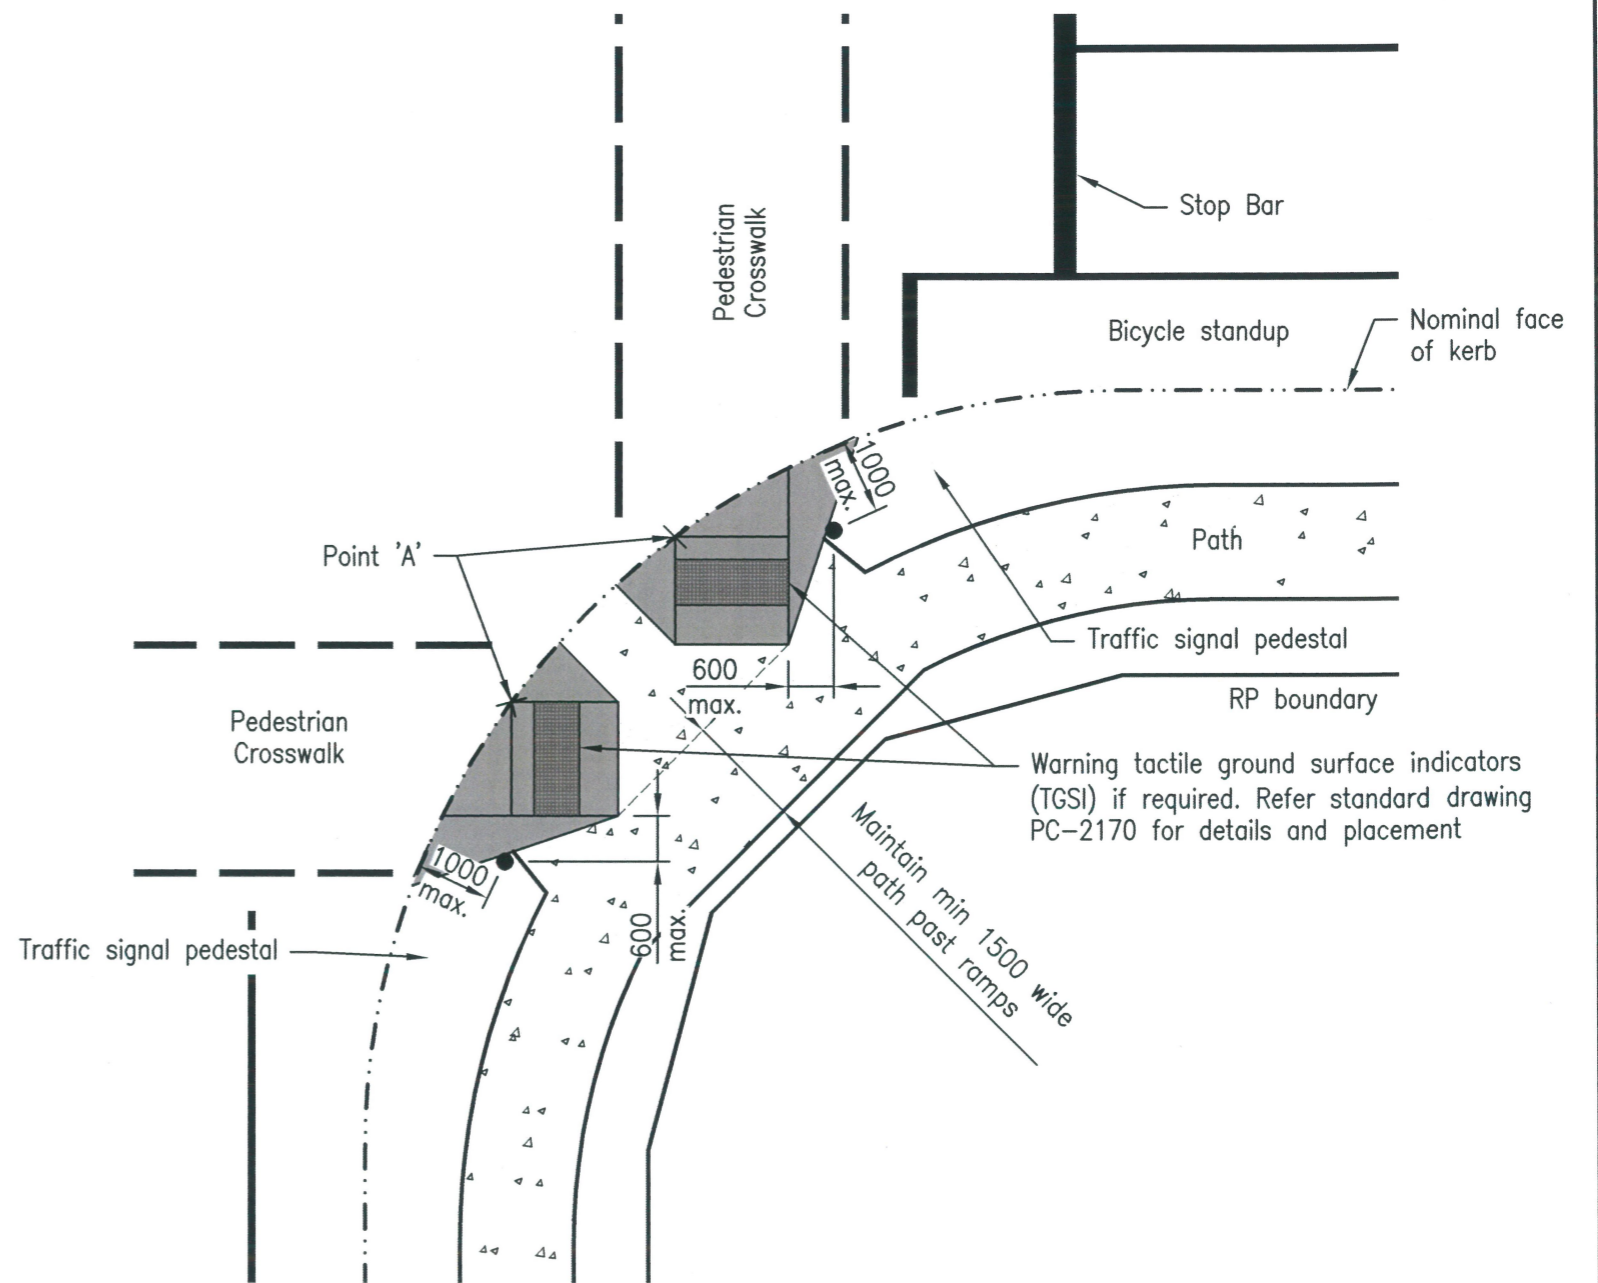 Pedestrian
Crosswalk
Stop Bar
Bicycle standup
Nominal face
of kerb
1000
max.
Point 'A'
Path
Traffic signal pedestal
600
max.
RP boundary
Pedestrian
Crosswalk
Warning tactile ground surface indicators
(TGSI) if required. Refer standard drawing
PC-2170 for details and placement
Maintain min 1500 wide
path past ramps
1000
max.
600
max.
Traffic signal pedestal